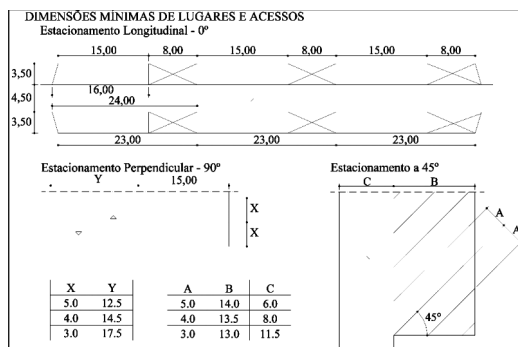 DIMENSÕES MÍNIMAS DE LUGARES E ACESSOS
Estacionamento Longitudinal - 0º
15,00 8,00 15,00 8,00 15,00 8,00
3,50
16,00
4,50
24,00
3,50
23,00 23,00 23,00
Estacionamento Perpendicular - 90º
Y 15,00
X
X
X Y
5.0 12.5
4.0 14.5
3.0 17.5
A B C
5.0 14.0 6.0
4.0 13.5 8.0
3.0 13.0 11.5
Estacionamento a 45º
C B
A
A
45º